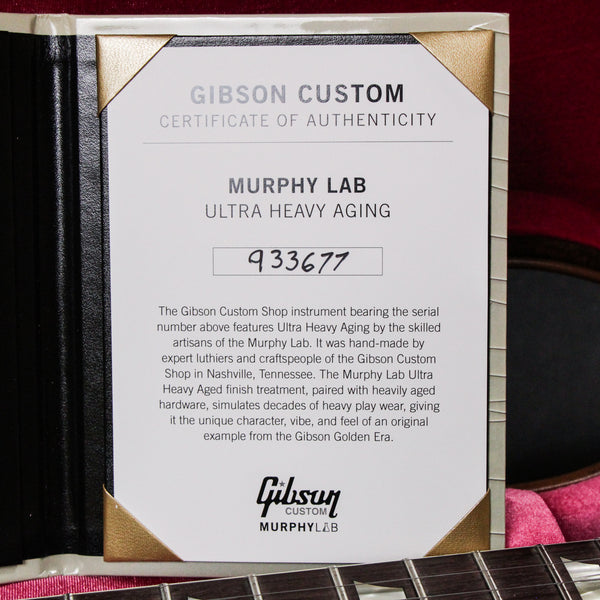 GIBSON CUSTOM
CERTIFICATE OF AUTHENTICITY
MURPHY LAB
ULTRA HEAVY AGING
933677
The Gibson Custom Shop instrument bearing the serial
number above features Ultra Heavy Aging by the skilled
artisans of the Murphy Lab. It was hand-made by
expert luthiers and craftspeople of the Gibson Custom
Shop in Nashville, Tennessee. The Murphy Lab Ultra
Heavy Aged finish treatment, paired with heavily aged
hardware, simulates decades of heavy play wear, giving
it the unique character, vibe, and feel of an original
example from the Gibson Golden Era.
Gibson
CUSTOM
MURPHYLAB